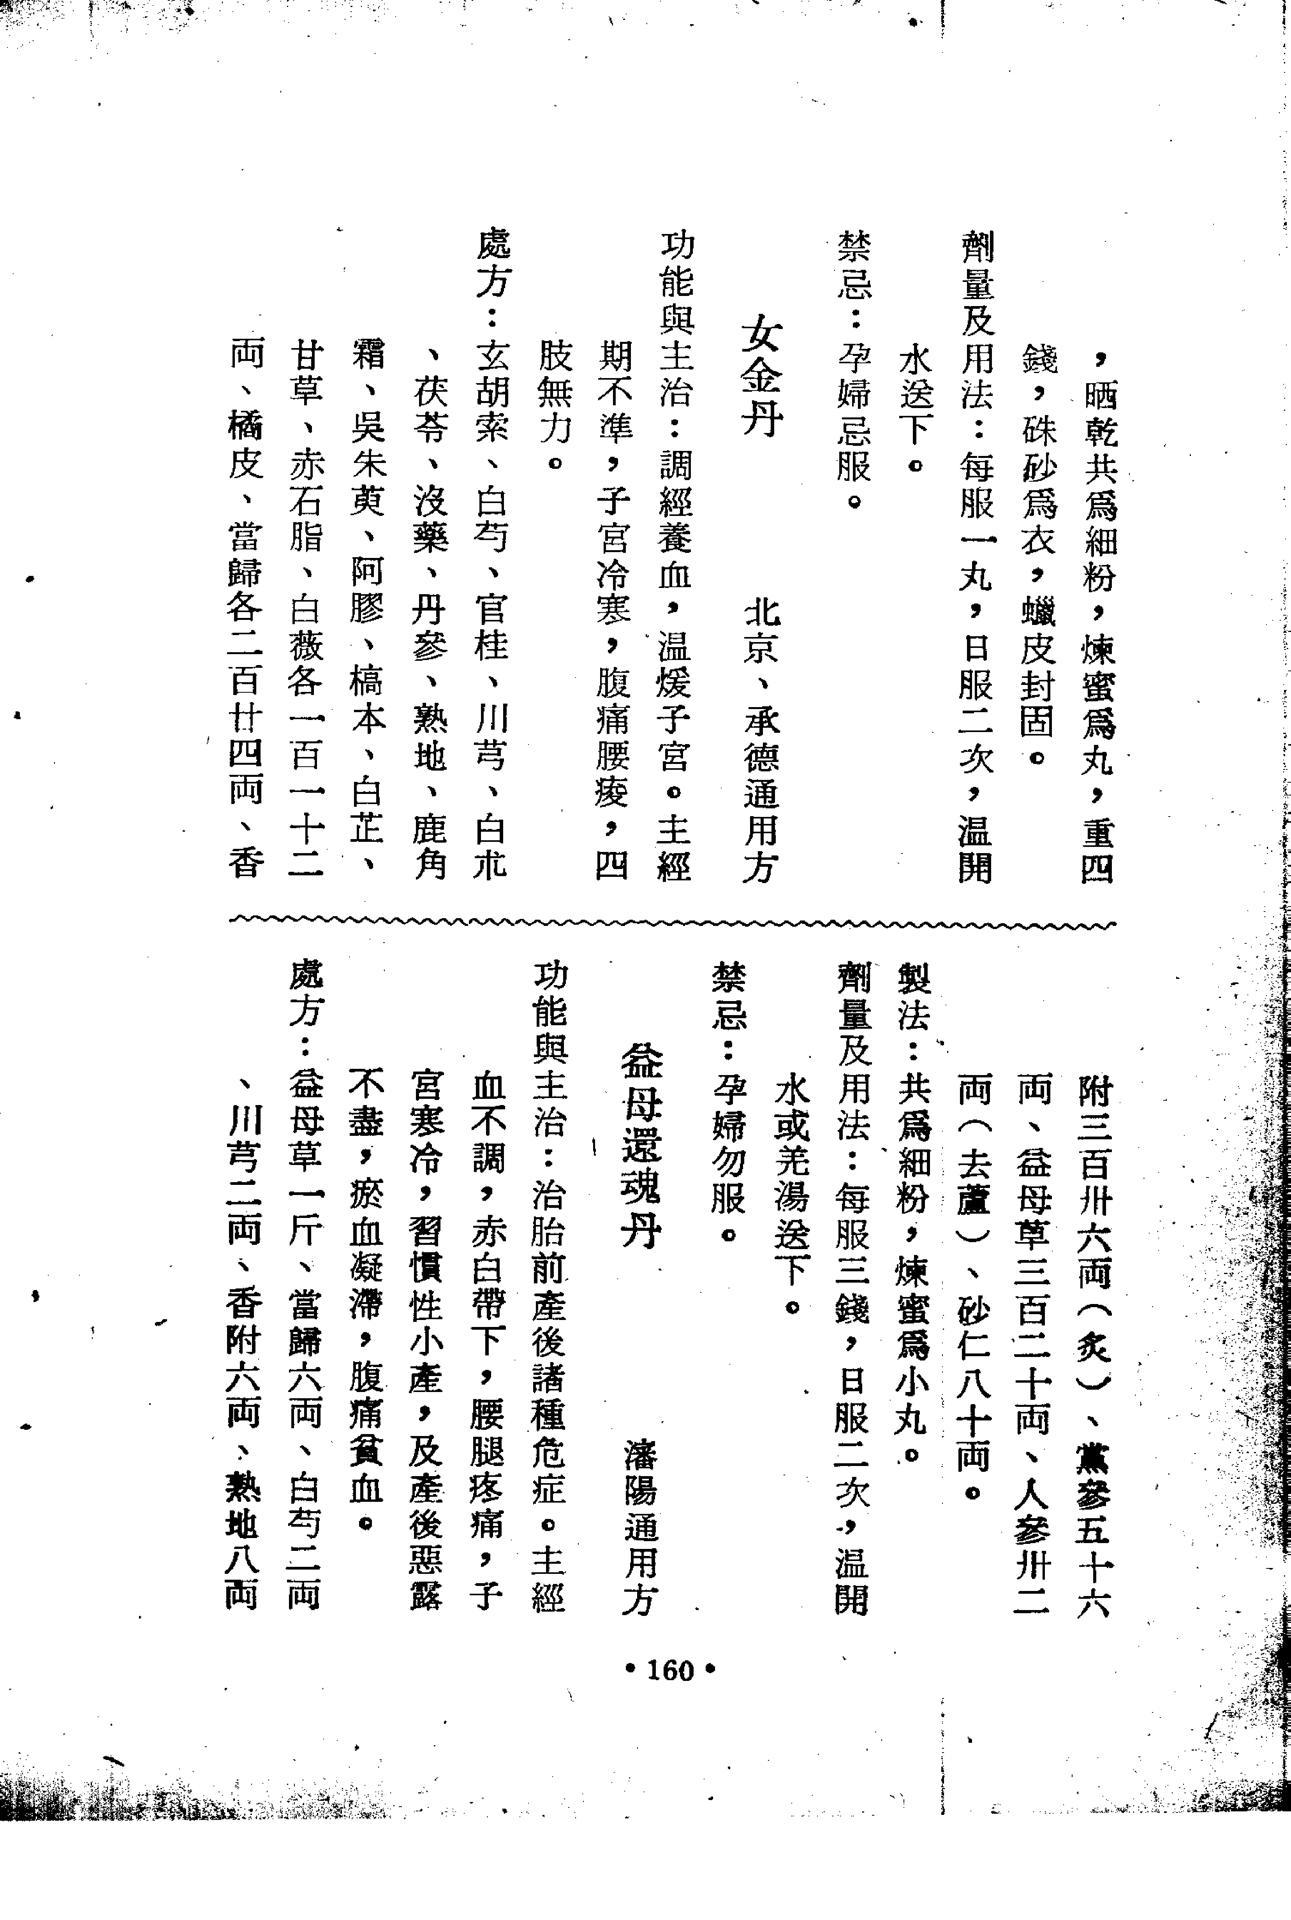 ，晒乾共爲細粉，煉蜜爲丸，重四
錢，硃砂爲衣，蠟皮封固。
劑量及用法：每服一丸，日服二次，温開
水送下。
禁忌：孕婦忌服。
女金丹　北京、承德通用方
功能與主治：調經養血，温煖子宮。主經
期不準，子宮冷寒，腹痛腰痠，四
肢無力。
處方：玄胡索、白芍、官桂、川芎、白朮
、茯苓、沒藥、丹參、熟地、鹿角
霜、吳朱萸、阿膠、槁本、白芷、
甘草、赤石脂、白薇各一百一十二
両、橘皮、當歸各二百廿四両、香
附三百卅六両（炙）、黨參五十六
両、益母草三百二十両、人參卅二
両（去蘆）、砂仁八十両。
製法：共爲細粉，煉蜜爲小丸。
劑量及用法：每服三錢，日服二次，温開
水或羌湯送下。
禁忌：孕婦勿服。
益母還魂丹　瀋陽通用方
功能與主治：治胎前產後諸種危症。主經
血不調，赤白帶下，腰腿疼痛，子
宮寒冷，習慣性小產，及產後惡露
不盡，瘀血凝滯，腹痛貧血。
處方：益母草一斤、當歸六両、白芍二両
、川芎二両、香附六両、熟地八両
• 160 •